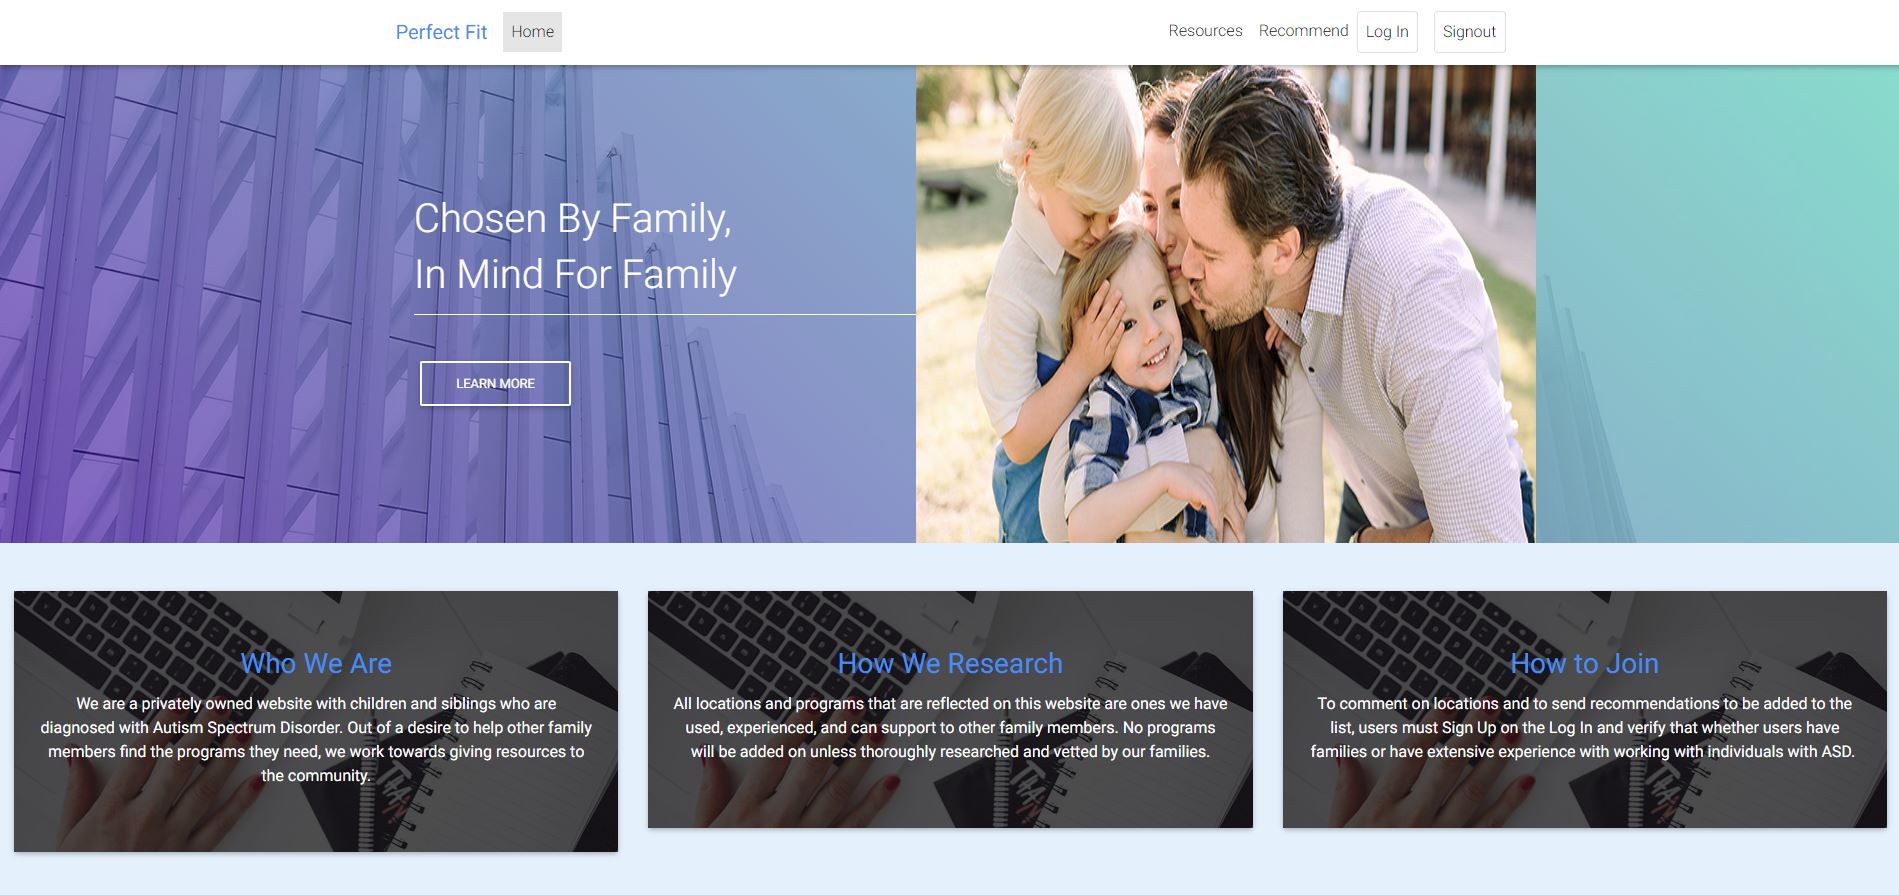 Perfect Fit Home Resources Recommend Log In Signout
Chosen By Family,
In Mind For Family
LEARN MORE
Who We Are
We are a privately owned website with children and siblings who are
diagnosed with Autism Spectrum Disorder. Out of a desire to help other family
members find the programs they need, we work towards giving resources to
the community.
How We Research
All locations and programs that are reflected on this website are ones we have
used, experienced, and can support to other family members. No programs
will be added on unless thoroughly researched and vetted by our families.
How to Join
To comment on locations and to send recommendations to be added to the
list, users must Sign Up on the Log In and verify that whether users have
families or have extensive experience with working with individuals with ASD.